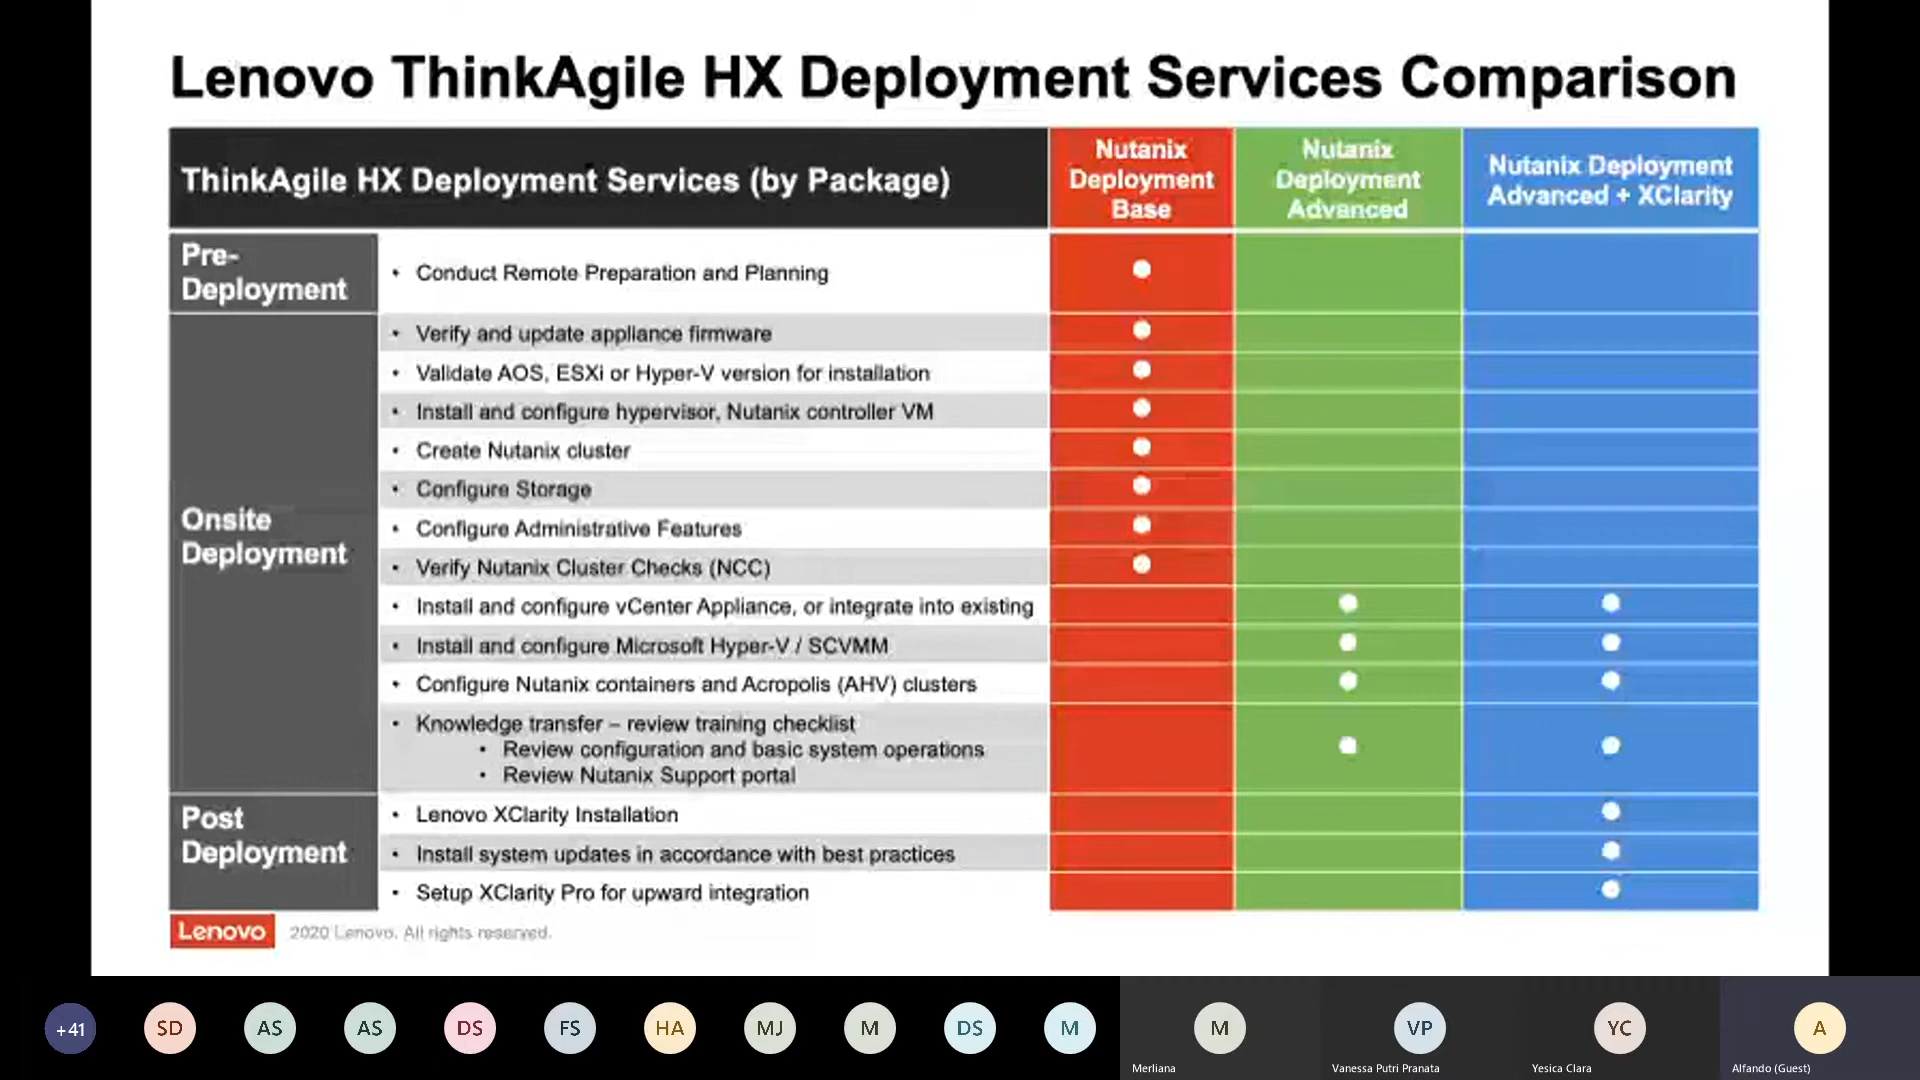 Lenovo ThinkAgile HX Deployment Services Comparison
ThinkAgile HX Deployment Services (by Package)
Nutanix
Deployment
Base
Nutanix
Deployment
Advanced
Nutanix Deployment
Advanced + XClarity
Pre-
Deployment
• Conduct Remote Preparation and Planning
Onsite
Deployment
• Verify and update appliance firmware
• Validate AOS, ESXi or Hyper-V version for installation
• Install and configure hypervisor, Nutanix controller VM
• Create Nutanix cluster
• Configure Storage
• Configure Administrative Features
• Verify Nutanix Cluster Checks (NCC)
• Install and configure vCenter Appliance, or integrate into existing
• Install and configure Microsoft Hyper-V / SCVMM
• Configure Nutanix containers and Acropolis (AHV) clusters
• Knowledge transfer – review training checklist
• Review configuration and basic system operations
• Review Nutanix Support portal
Post
Deployment
• Lenovo XClarity Installation
• Install system updates in accordance with best practices
• Setup XClarity Pro for upward integration
Lenovo
2020 Lenovo. All rights reserved.
+41
SD
AS
AS
DS
FS
HA
MJ
M
DS
M
M
VP
YC
A
Merliana
Vanessa Putri Pranata
Yesica Clara
Alfando (Guest)